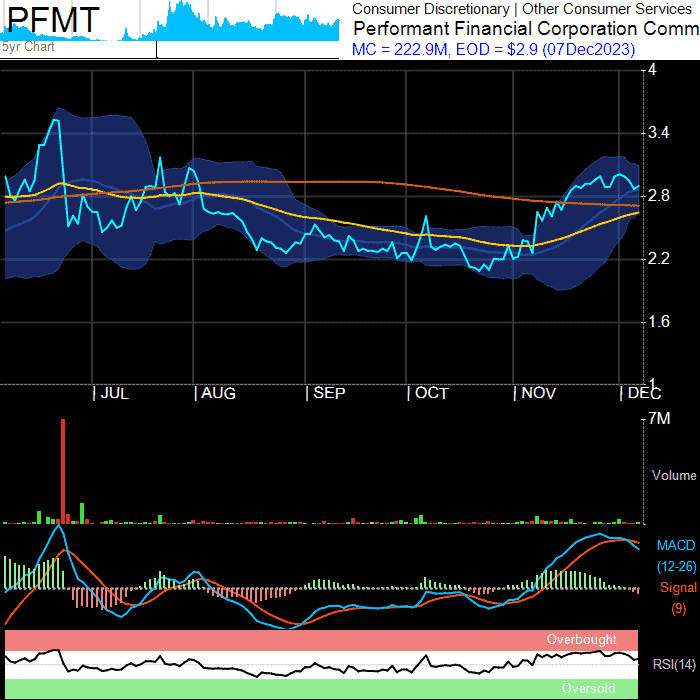 PFMT
5yr Chart
Consumer Discretionary | Other Consumer Services
Performant Financial Corporation Comm
MC = 222.9M, EOD = $2.9 (07Dec2023)
4
3.4
2.8
2.2
1.6
1
| JUL | AUG | SEP | OCT | NOV | DEC
7M
Volume
MACD
(12-26)
Signal
(9)
Overbought
RSI(14)
Oversold